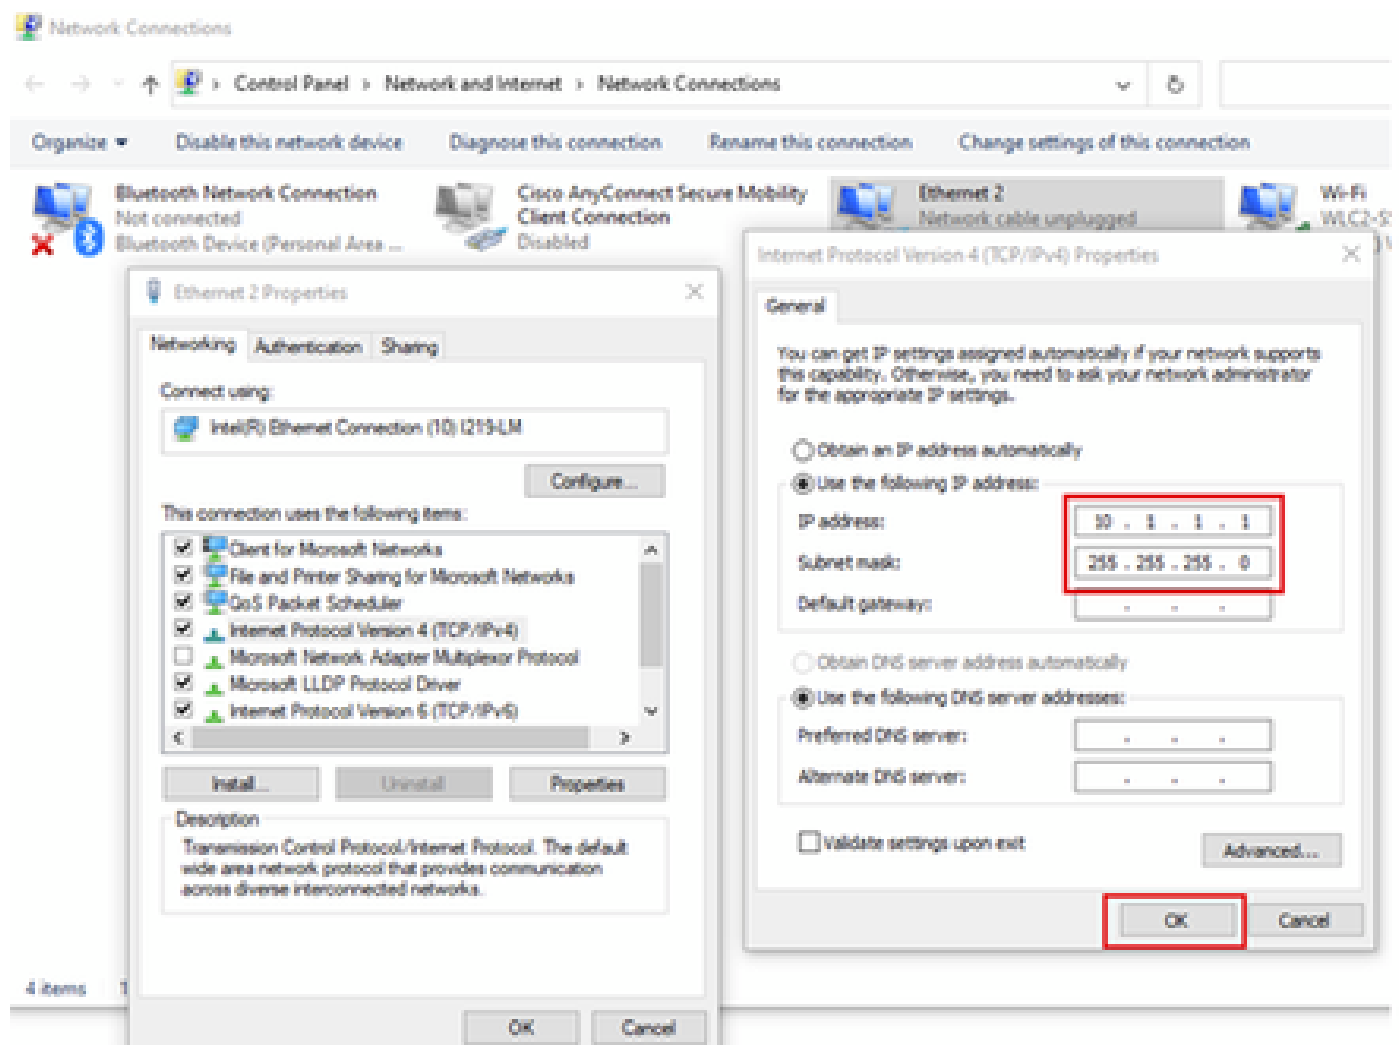 Network Connections
Control Panel > Network and Internet > Network Connections
Organize Disable this network device Diagnose this connection Rename this connection Change settings of this connection
Bluetooth Network Connection
Not connected
Bluetooth Device (Personal Area ...
Cisco AnyConnect Secure Mobility
Client Connection
Disabled
Ethernet 2
Network cable unplugged
Wi-Fi
Ethernet 2 Properties
Networking Authentication Sharing
Connect using:
Intel(R) Ethernet Connection (10) I219-LM
Configure...
This connection uses the following items:
Client for Microsoft Networks
File and Printer Sharing for Microsoft Networks
QoS Packet Scheduler
Internet Protocol Version 4 (TCP/IPv4)
Microsoft Network Adapter Multiplexor Protocol
Microsoft LLDP Protocol Driver
Internet Protocol Version 6 (TCP/IPv6)
Install... Uninstall Properties
Description
Transmission Control Protocol/Internet Protocol. The default
wide area network protocol that provides communication
across diverse interconnected networks.
OK Cancel
Internet Protocol Version 4 (TCP/IPv4) Properties
General
You can get IP settings assigned automatically if your network supports
this capability. Otherwise, you need to ask your network administrator
for the appropriate IP settings.
Obtain an IP address automatically
Use the following IP address:
IP address: 10 . 1 . 1 . 1
Subnet mask: 255 . 255 . 255 . 0
Default gateway: . . .
Obtain DNS server address automatically
Use the following DNS server addresses:
Preferred DNS server: . . .
Alternate DNS server: . . .
Validate settings upon exit
Advanced...
OK Cancel
4 items